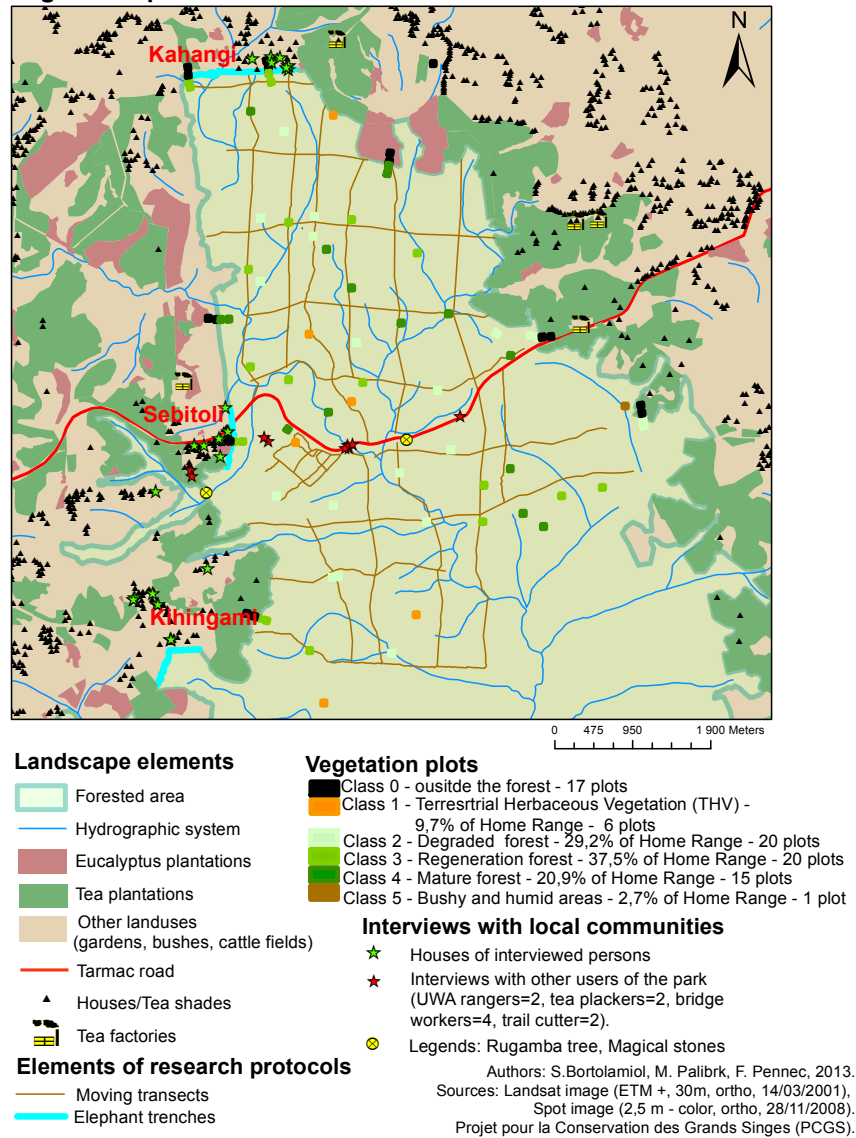 Kahangi
N
Sebitoli
Kihingami
0 475 950 1 900 Meters
Landscape elements
Forested area
Hydrographic system
Eucalyptus plantations
Tea plantations
Other landuses
(gardens, bushes, cattle fields)
Tarmac road
Houses/Tea shades
Tea factories
Elements of research protocols
Moving transects
Elephant trenches
Vegetation plots
Class 0 - ousitde the forest - 17 plots
Class 1 - Terresrtrial Herbaceous Vegetation (THV) -
9,7% of Home Range - 6 plots
Class 2 - Degraded forest - 29,2% of Home Range - 20 plots
Class 3 - Regeneration forest - 37,5% of Home Range - 20 plots
Class 4 - Mature forest - 20,9% of Home Range - 15 plots
Class 5 - Bushy and humid areas - 2,7% of Home Range - 1 plot
Interviews with local communities
Houses of interviewed persons
Interviews with other users of the park
(UWA rangers=2, tea plackers=2, bridge
workers=4, trail cutter=2).
Legends: Rugamba tree, Magical stones
Authors: S.Bortolamiol, M. Palibrk, F. Pennec, 2013.
Sources: Landsat image (ETM +, 30m, ortho, 14/03/2001),
Spot image (2,5 m - color, ortho, 28/11/2008).
Projet pour la Conservation des Grands Singes (PCGS).